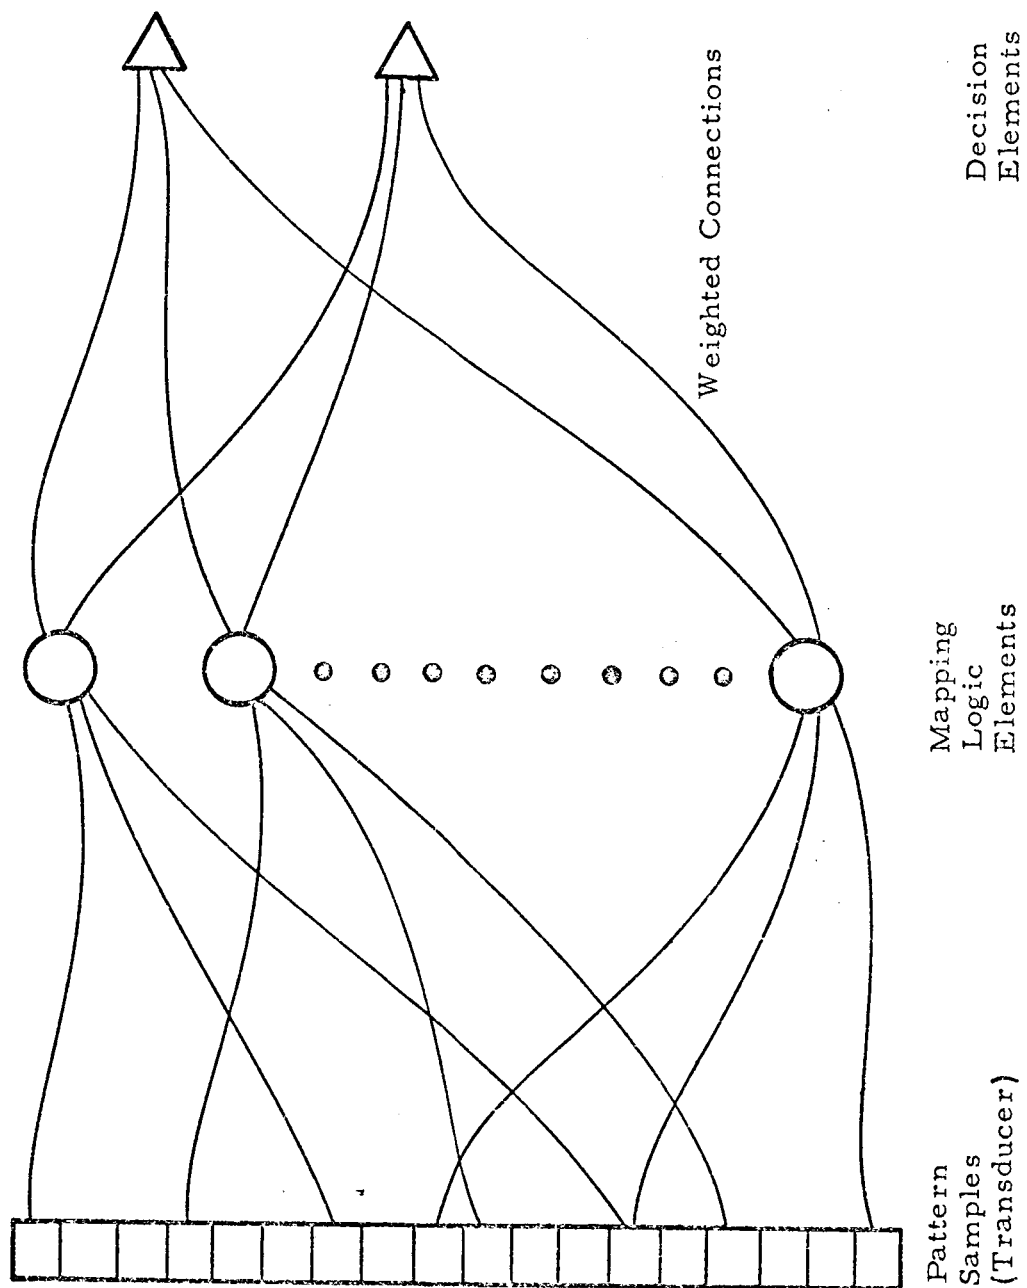 Pattern
Samples
(Transducer)
Mapping
Logic
Elements
Weighted Connections
Decision
Elements